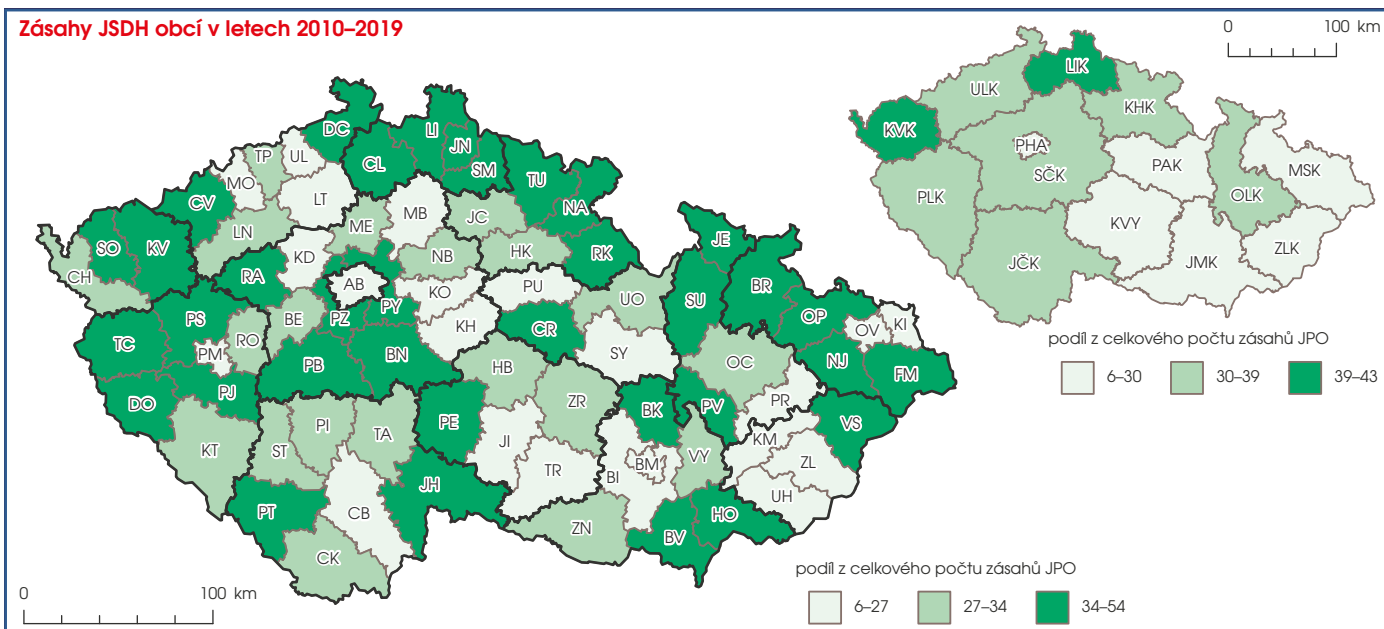 Zásahy JSDH obcí v letech 2010–2019
0 100 km
LIK
ULK
KHK
KVK
PHA
SČK
PAK
MSK
OLK
PLK
KVY
ZLK
JMK
JČK
podíl z celkového počtu zásahů JPO
6–30 30–39 39–43
DC
LI
TP UL JN
CL SM
MO TU
CV LT MB NA
JC
LN ME
SO KV HK RK JE
KD NB
CH RA AB KO PU UO SU BR
PS BE PZ PY KH CR OP OV KI
TC PM RO PB BN SY OC NJ FM
HB
DO PJ ZR PR
PE BK PV VS
KT ST PI TA JI KM
TR BI BM VY ZL
PT CB JH UH
ZN HO
CK BV
podíl z celkového počtu zásahů JPO
0 100 km
6–27 27–34 34–54